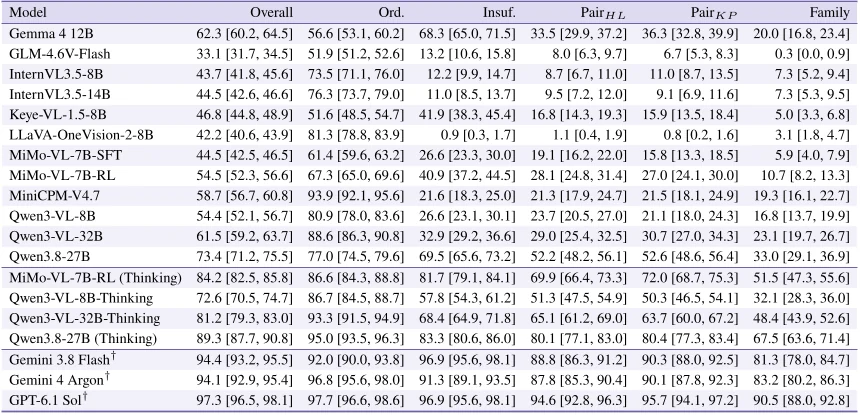 Model Overall Ord. Insuf. Pair_HL Pair_KP Family
Gemma 4 12B 62.3 [60.2, 64.5] 56.6 [53.1, 60.2] 68.3 [65.0, 71.5] 33.5 [29.9, 37.2] 36.3 [32.8, 39.9] 20.0 [16.8, 23.4]
GLM-4.6V-Flash 33.1 [31.7, 34.5] 51.9 [51.2, 52.6] 13.2 [10.6, 15.8] 8.0 [6.3, 9.7] 6.7 [5.3, 8.3] 0.3 [0.0, 0.9]
InternVL3.5-8B 43.7 [41.8, 45.6] 73.5 [71.1, 76.0] 12.2 [9.9, 14.7] 8.7 [6.7, 11.0] 11.0 [8.7, 13.5] 7.3 [5.2, 9.4]
InternVL3.5-14B 44.5 [42.6, 46.6] 76.3 [73.7, 79.0] 11.0 [8.5, 13.7] 9.5 [7.2, 12.0] 9.1 [6.9, 11.6] 7.3 [5.3, 9.5]
Keye-VL-1.5-8B 46.8 [44.8, 48.9] 51.6 [48.5, 54.7] 41.9 [38.3, 45.4] 16.8 [14.3, 19.3] 15.9 [13.5, 18.4] 5.0 [3.3, 6.8]
LLaVA-OneVision-2-8B 42.2 [40.6, 43.9] 81.3 [78.8, 83.9] 0.9 [0.3, 1.7] 1.1 [0.4, 1.9] 0.8 [0.2, 1.6] 3.1 [1.8, 4.7]
MiMo-VL-7B-SFT 44.5 [42.5, 46.5] 61.4 [59.6, 63.2] 26.6 [23.3, 30.0] 19.1 [16.2, 22.0] 15.8 [13.3, 18.5] 5.9 [4.0, 7.9]
MiMo-VL-7B-RL 54.5 [52.3, 56.6] 67.3 [65.0, 69.6] 40.9 [37.2, 44.5] 28.1 [24.8, 31.4] 27.0 [24.1, 30.0] 10.7 [8.2, 13.3]
MiniCPM-V4.7 58.7 [56.7, 60.8] 93.9 [92.1, 95.6] 21.6 [18.3, 25.0] 21.3 [17.9, 24.7] 21.5 [18.1, 24.9] 19.3 [16.1, 22.7]
Qwen3-VL-8B 54.4 [52.1, 56.7] 80.9 [78.0, 83.6] 26.6 [23.1, 30.1] 23.7 [20.5, 27.0] 21.1 [18.0, 24.3] 16.8 [13.7, 19.9]
Qwen3-VL-32B 61.5 [59.2, 63.7] 88.6 [86.3, 90.8] 32.9 [29.2, 36.6] 29.0 [25.4, 32.5] 30.7 [27.0, 34.3] 23.1 [19.7, 26.7]
Qwen3.8-27B 73.4 [71.2, 75.5] 77.0 [74.5, 79.6] 69.5 [65.6, 73.2] 52.2 [48.2, 56.1] 52.6 [48.6, 56.4] 33.0 [29.1, 36.9]
MiMo-VL-7B-RL (Thinking) 84.2 [82.5, 85.8] 86.6 [84.3, 88.8] 81.7 [79.1, 84.1] 69.9 [66.4, 73.3] 72.0 [68.7, 75.3] 51.5 [47.3, 55.6]
Qwen3-VL-8B-Thinking 72.6 [70.5, 74.7] 86.7 [84.5, 88.7] 57.8 [54.3, 61.2] 51.3 [47.5, 54.9] 50.3 [46.5, 54.1] 32.1 [28.3, 36.0]
Qwen3-VL-32B-Thinking 81.2 [79.3, 83.0] 93.3 [91.5, 94.9] 68.4 [64.9, 71.8] 65.1 [61.2, 69.0] 63.7 [60.0, 67.2] 48.4 [43.9, 52.6]
Qwen3.8-27B (Thinking) 89.3 [87.7, 90.8] 95.0 [93.5, 96.3] 83.3 [80.6, 86.0] 80.1 [77.1, 83.0] 80.4 [77.3, 83.4] 67.5 [63.6, 71.4]
Gemini 3.8 Flash† 94.4 [93.2, 95.5] 92.0 [90.0, 93.8] 96.9 [95.6, 98.1] 88.8 [86.3, 91.2] 90.3 [88.0, 92.5] 81.3 [78.0, 84.7]
Gemini 4 Argon† 94.1 [92.9, 95.4] 96.8 [95.6, 98.0] 91.3 [89.1, 93.5] 87.8 [85.3, 90.4] 90.1 [87.8, 92.3] 83.2 [80.2, 86.3]
GPT-6.1 Sol† 97.3 [96.5, 98.1] 97.7 [96.6, 98.6] 96.9 [95.6, 98.1] 94.6 [92.8, 96.3] 95.7 [94.1, 97.2] 90.5 [88.0, 92.8]